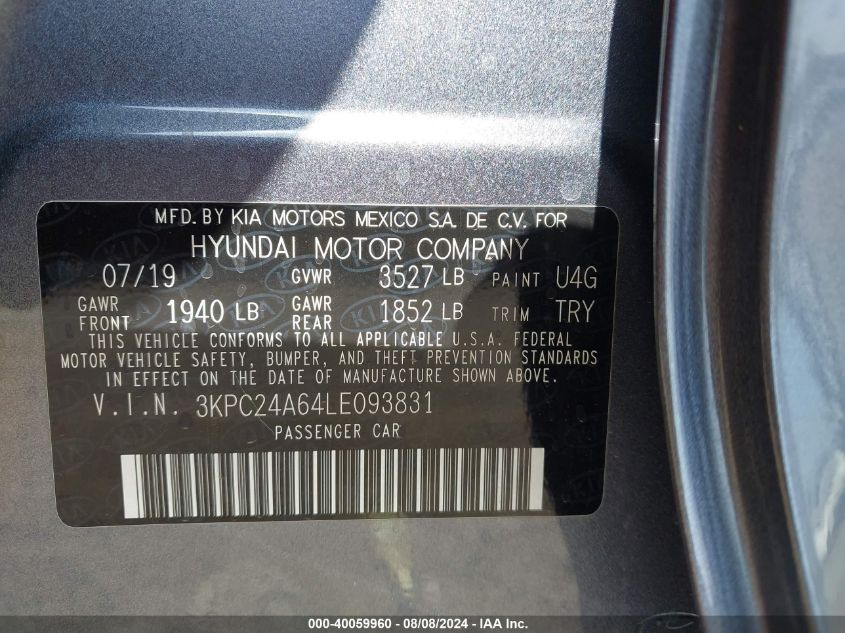 MFD. BY KIA MOTORS MEXICO S.A. DE C.V. FOR
HYUNDAI MOTOR COMPANY
07/19 GVWR 3527 LB PAINT U4G
GAWR FRONT 1940 LB GAWR REAR 1852 LB TRIM TRY
THIS VEHICLE CONFORMS TO ALL APPLICABLE U.S.A. FEDERAL
MOTOR VEHICLE SAFETY, BUMPER, AND THEFT PREVENTION STANDARDS
IN EFFECT ON THE DATE OF MANUFACTURE SHOWN ABOVE.
V.I.N. 3KPC24A64LE093831
PASSENGER CAR
000-40059960 - 08/08/2024 - IAA Inc.